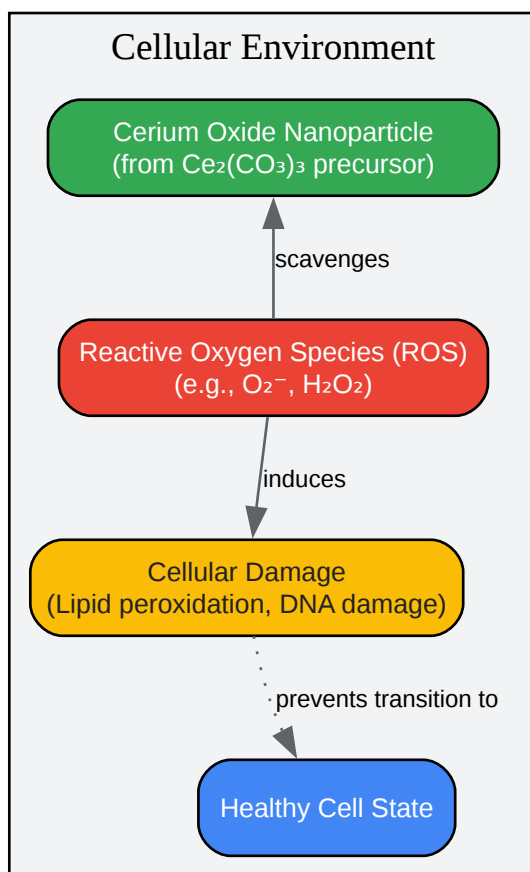 Cellular Environment
Cerium Oxide Nanoparticle
(from Ce₂(CO₃)₃ precursor)
scavenges
Reactive Oxygen Species (ROS)
(e.g., O₂⁻, H₂O₂)
induces
Cellular Damage
(Lipid peroxidation, DNA damage)
prevents transition to
Healthy Cell State